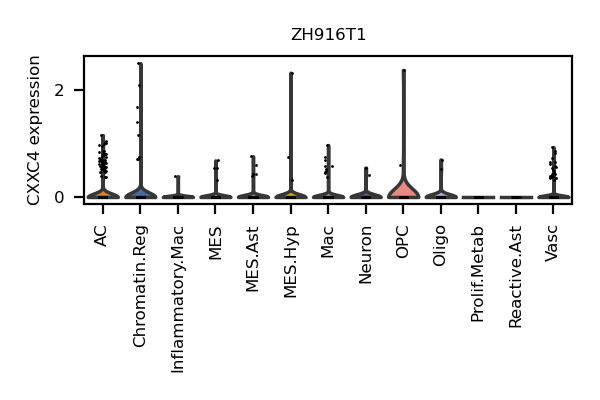 ZH916T1
CXXC4 expression
2
0
AC
Chromatin.Reg
Inflammatory.Mac
MES
MES.Ast
MES.Hyp
Mac
Neuron
OPC
Oligo
Prolif.Metab
Reactive.Ast
Vasc